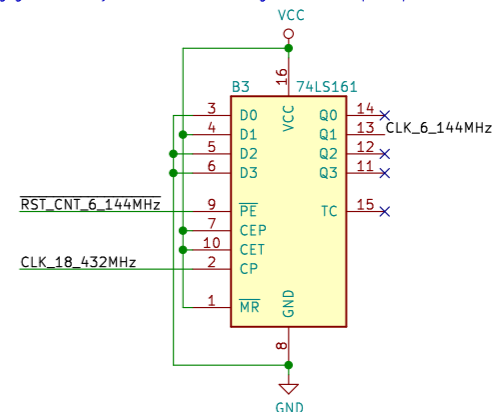 VCC
16
B3
74LS161
3 D0 VCC Q0 14
4 D1 Q1 13 CLK_6_144MHz
5 D2 Q2 12
6 D3 Q3 11
RST_CNT_6_144MHz 9 PE TC 15
7 CEP
10 CET
CLK_18_432MHz 2 CP
1 MR GND
8
GND